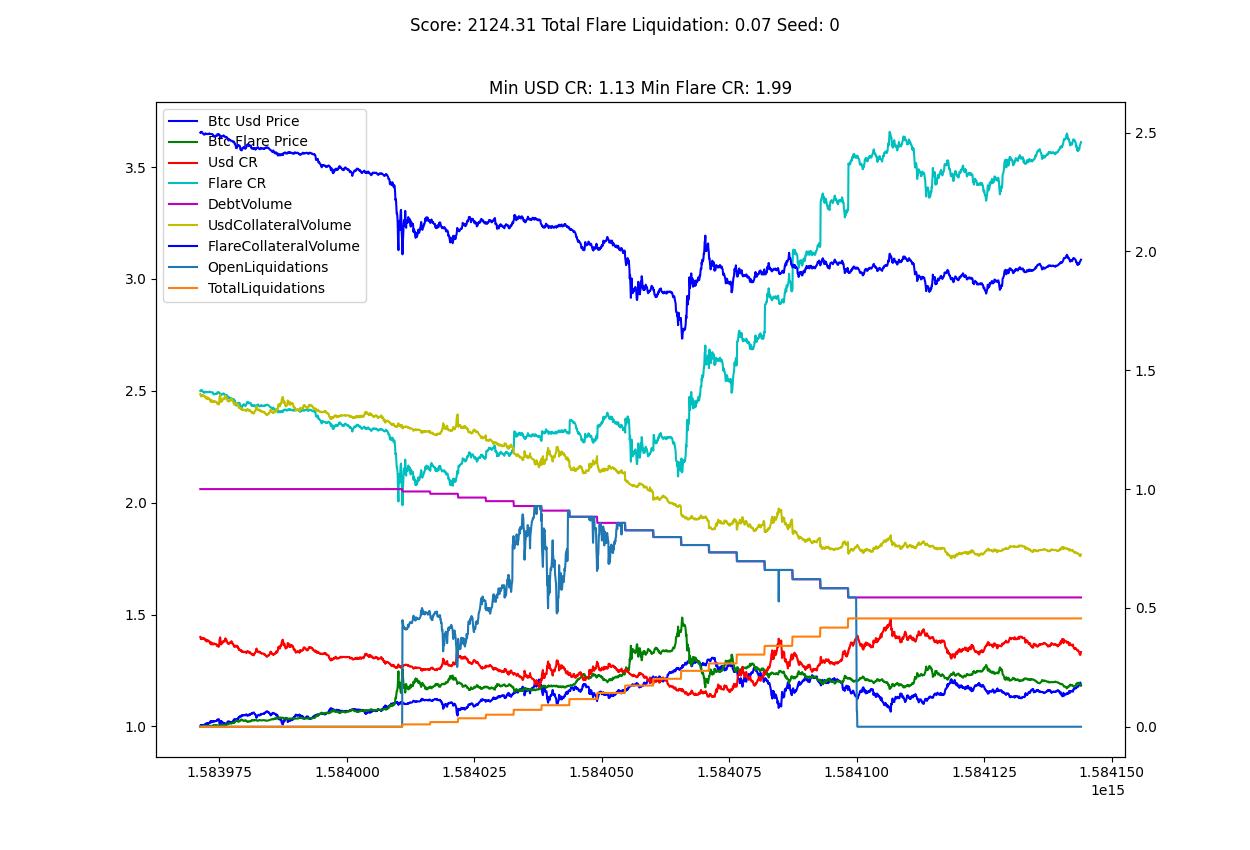 Score: 2124.31 Total Flare Liquidation: 0.07 Seed: 0
Min USD CR: 1.13 Min Flare CR: 1.99
Btc Usd Price
Btc Flare Price
Usd CR
Flare CR
DebtVolume
UsdCollateralVolume
FlareCollateralVolume
OpenLiquidations
TotalLiquidations
3.5
3.0
2.5
2.0
1.5
1.0
2.5
2.0
1.5
1.0
0.5
0.0
1.583975 1.584000 1.584025 1.584050 1.584075 1.584100 1.584125 1.584150
1e15